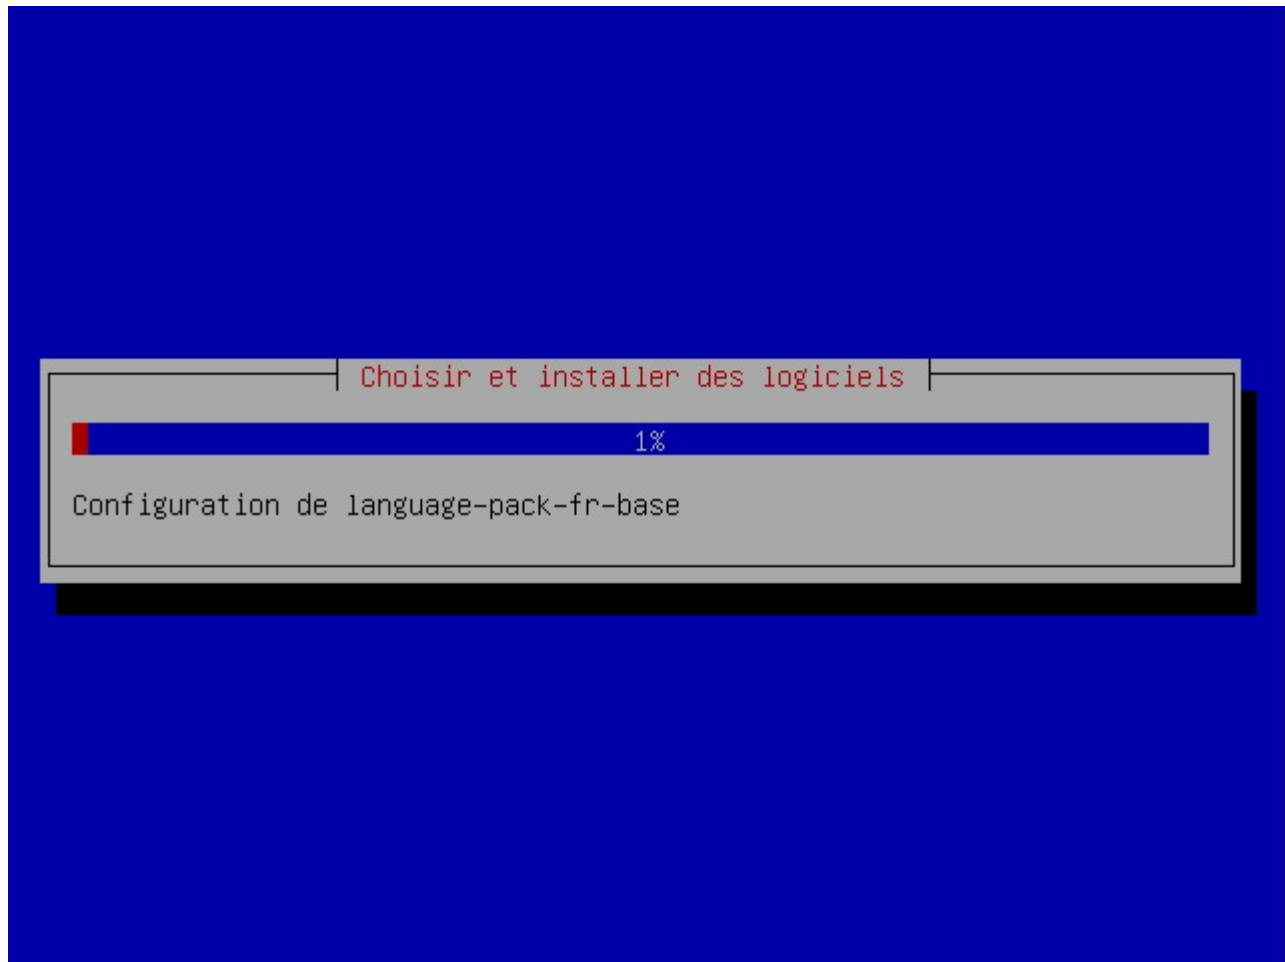 Choisir et installer des logiciels
1%
Configuration de language-pack-fr-base